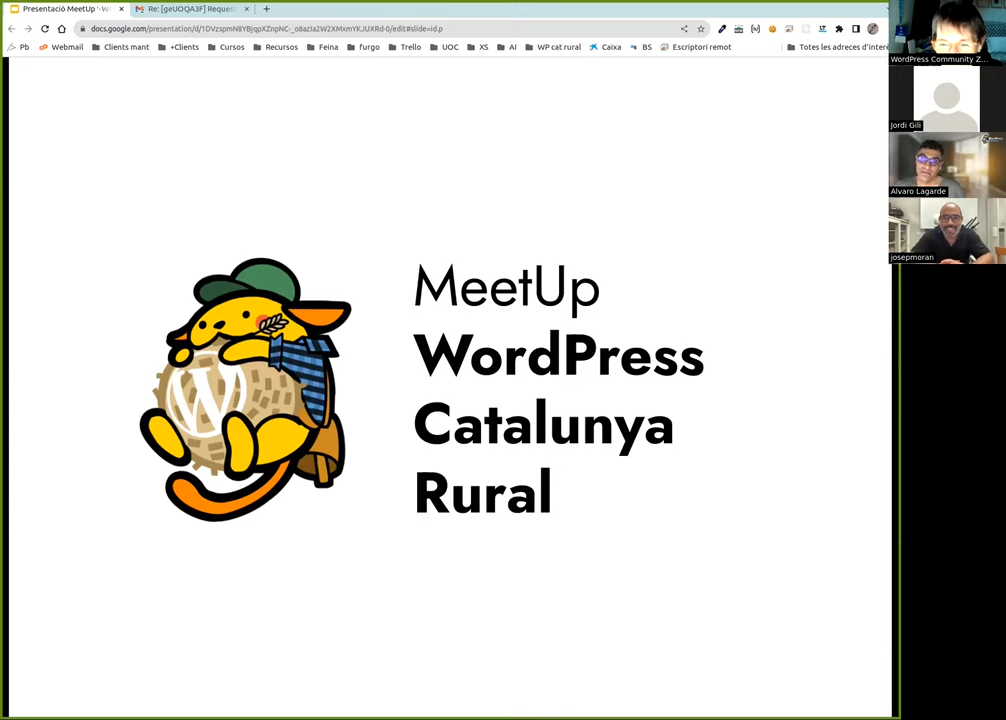 Presentació MeetUp - W
Re: [geUOQA3F] Request
docs.google.com/presentation/d/1DVzspmN8YBjqpXZnpNC-_o8azIa2W2XMxmYKJUXRd-0/edit#slide=id.p
Pb
Webmail
Clients mant
+Clients
Cursos
Recursos
Feina
furgo
Trello
UOC
XS
AI
WP cat rural
Caixa
BS
Escriptori remot
Totes les adreces d'interè
WordPress Community Z...
Jordi Gili
Alvaro Lagarde
josepmoran
MeetUp
WordPress
Catalunya
Rural